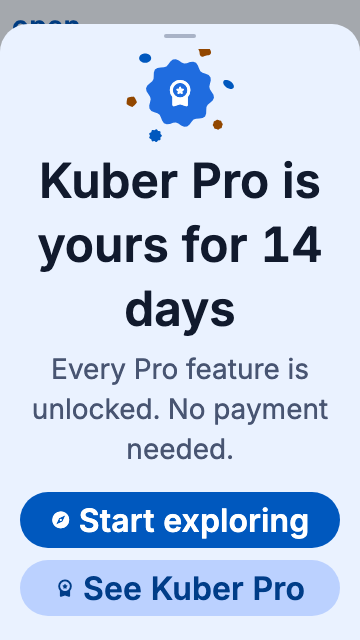 Kuber Pro is
yours for 14
days
Every Pro feature is
unlocked. No payment
needed.
Start exploring
See Kuber Pro